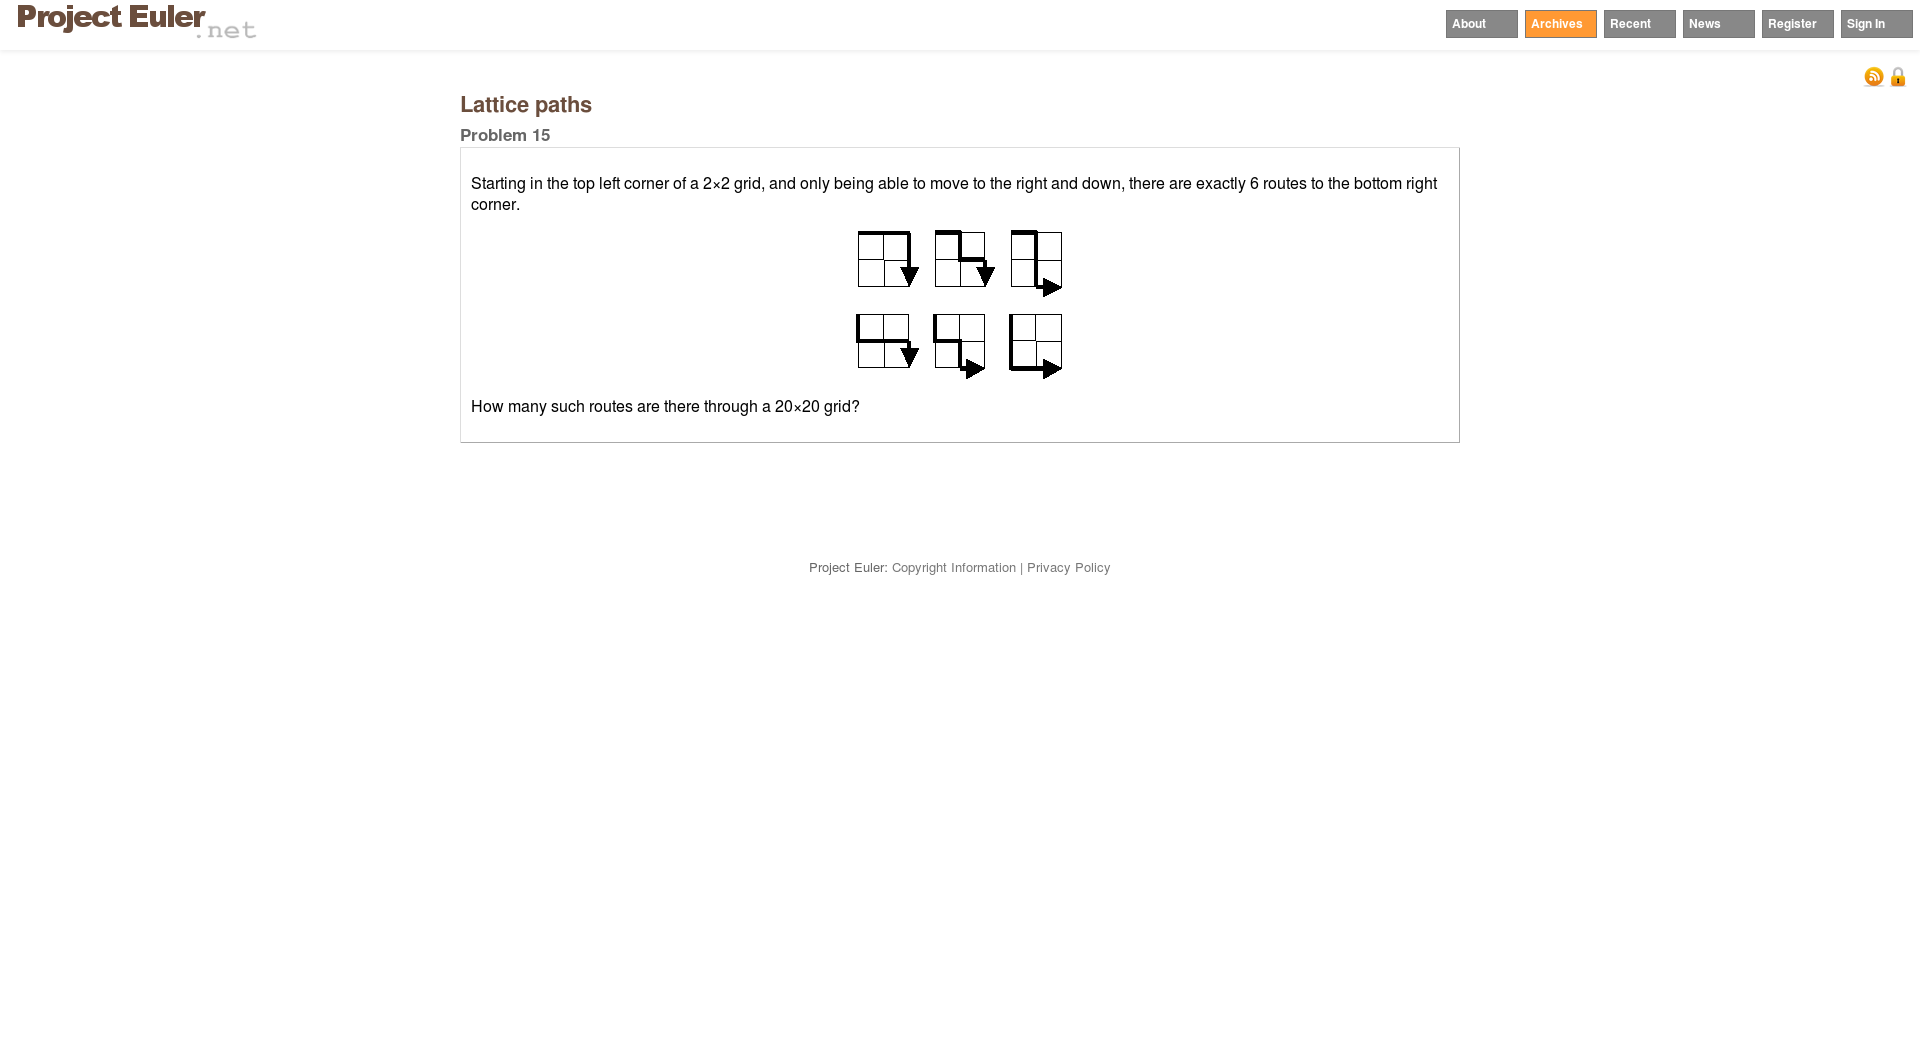 Project Euler.net
About
Archives
Recent
News
Register
Sign In
Lattice paths
Problem 15
Starting in the top left corner of a 2×2 grid, and only being able to move to the right and down, there are exactly 6 routes to the bottom right
corner.
How many such routes are there through a 20×20 grid?
Project Euler: Copyright Information | Privacy Policy